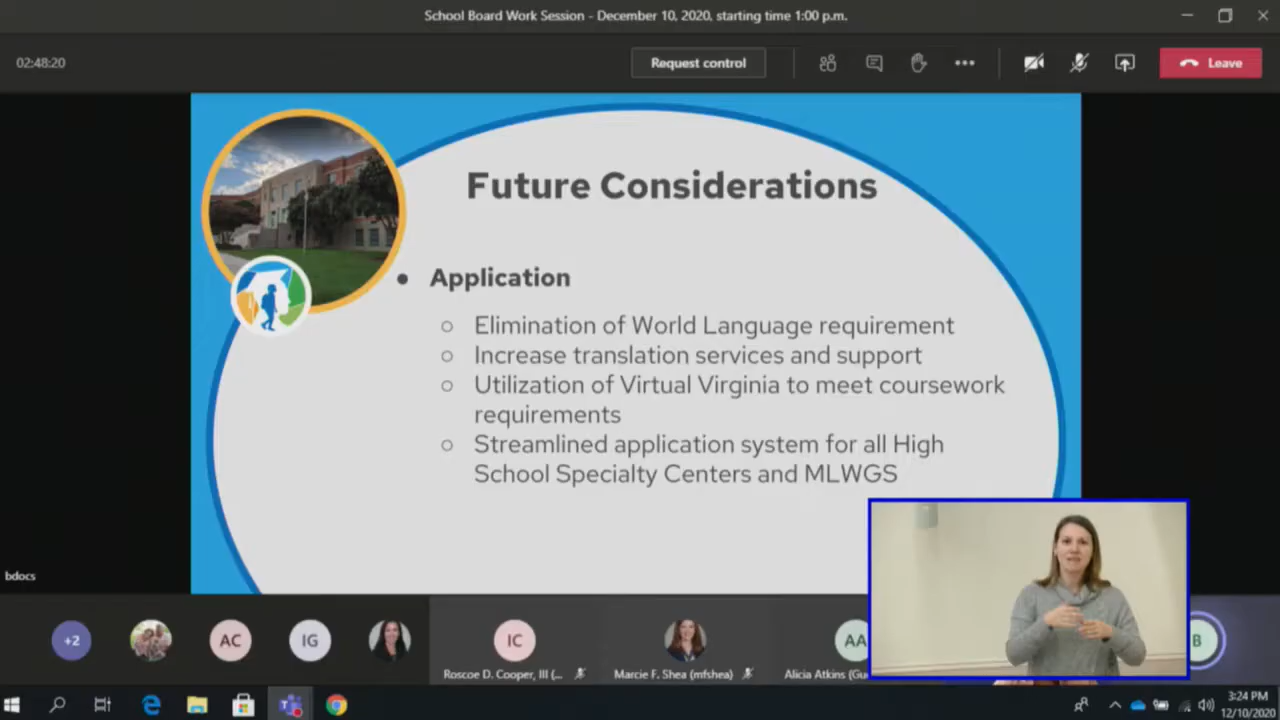 School Board Work Session - December 10, 2020, starting time 1:00 p.m.
02:48:20
Request control
Leave
Future Considerations
Application
Elimination of World Language requirement
Increase translation services and support
Utilization of Virtual Virginia to meet coursework
requirements
Streamlined application system for all High
School Specialty Centers and MLWGS
bdocs
+2
AC
IG
IC
AA
B
Roscoe D. Cooper, III (...
Marcie F. Shea (mfshea)
Alicia Atkins (Gu
3:24 PM
12/10/2020